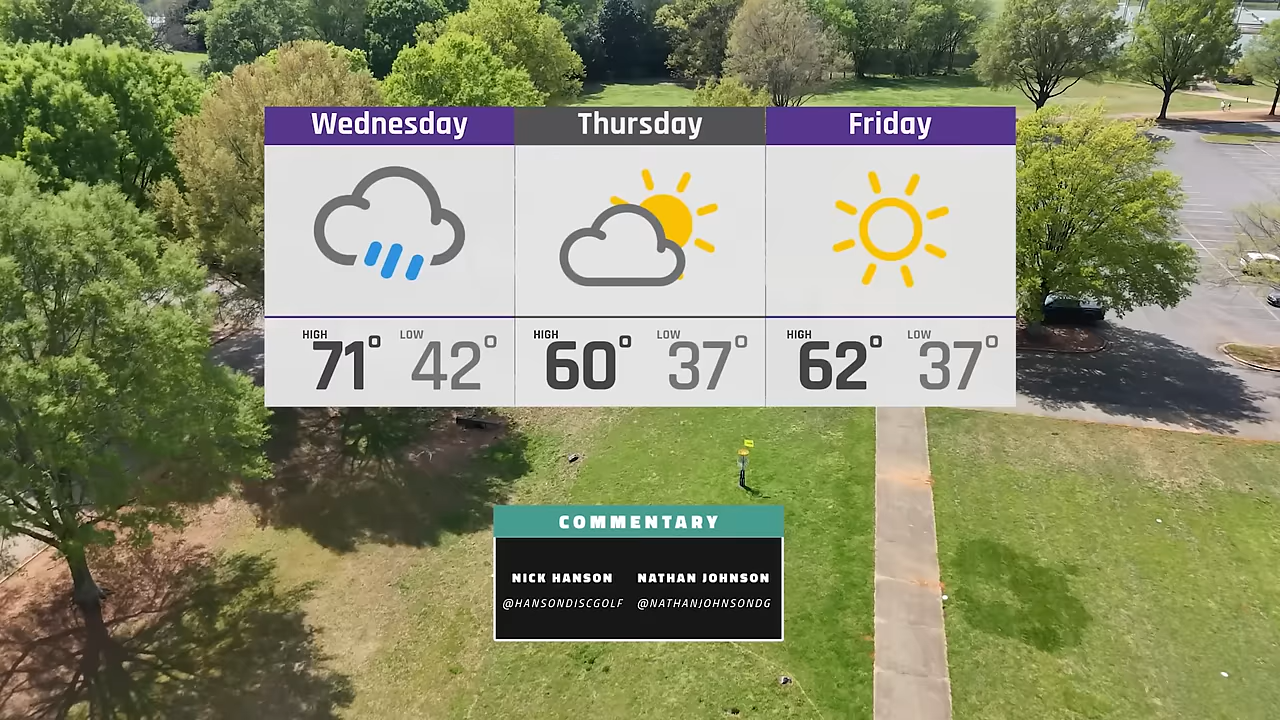 Wednesday
Thursday
Friday
HIGH 71° LOW 42°
HIGH 60° LOW 37°
HIGH 62° LOW 37°
COMMENTARY
NICK HANSON NATHAN JOHNSON
@HANSONDISCGOLF @NATHANJOHNSONDG